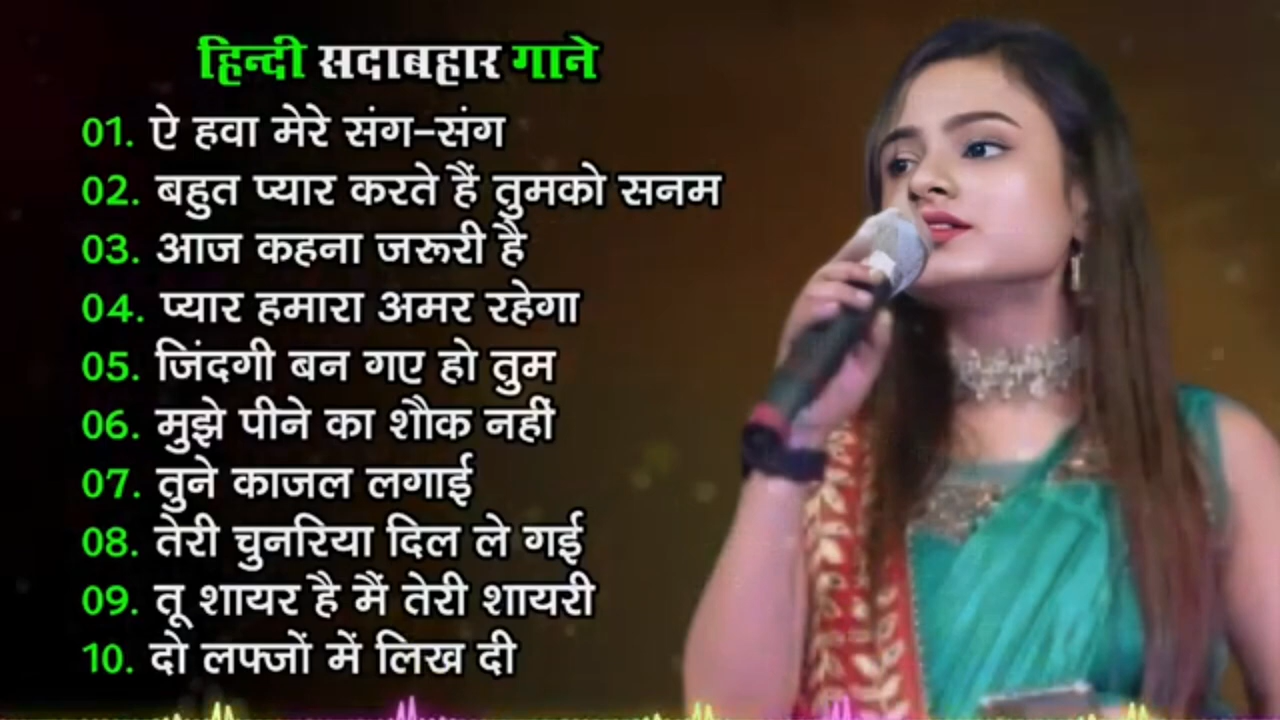 हिन्दी सदाबहार गाने
01. ऐ हवा मेरे संग-संग
02. बहुत प्यार करते हैं तुमको सनम
03. आज कहना जरूरी है
04. प्यार हमारा अमर रहेगा
05. जिंदगी बन गए हो तुम
06. मुझे पीने का शौक नहीं
07. तुने काजल लगाई
08. तेरी चुनरिया दिल ले गई
09. तू शायर है मैं तेरी शायरी
10. दो लफ्जों में लिख दी